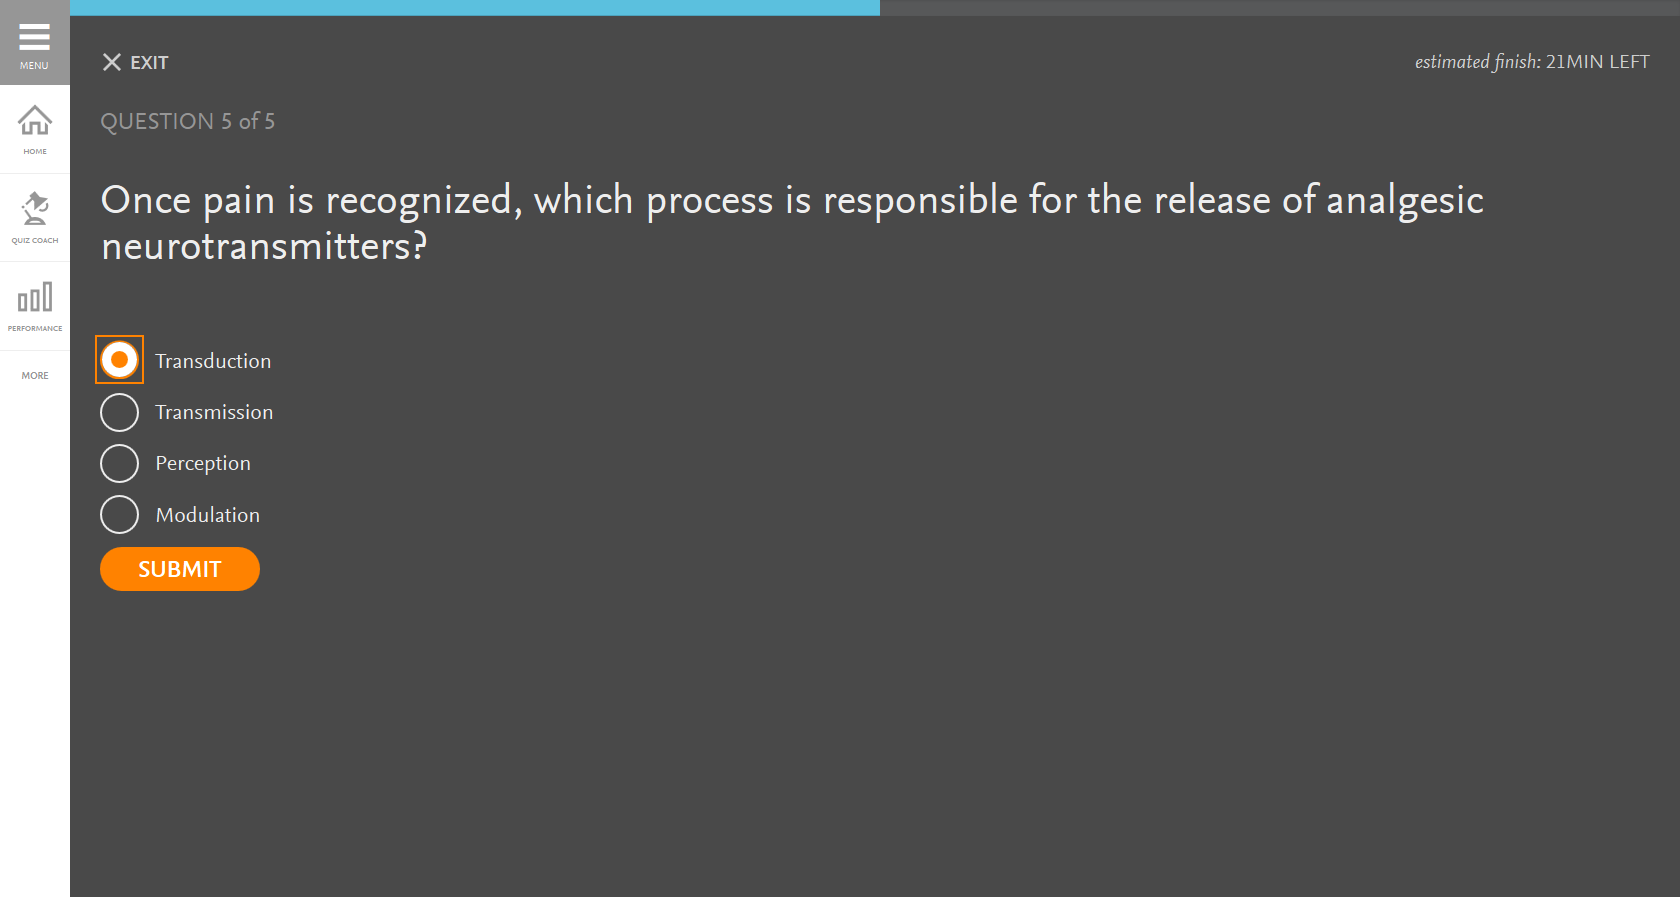 MENU
HOME
QUIZ COACH
PERFORMANCE
MORE
EXIT
estimated finish: 21MIN LEFT
QUESTION 5 of 5
Once pain is recognized, which process is responsible for the release of analgesic
neurotransmitters?
Transduction
Transmission
Perception
Modulation
SUBMIT